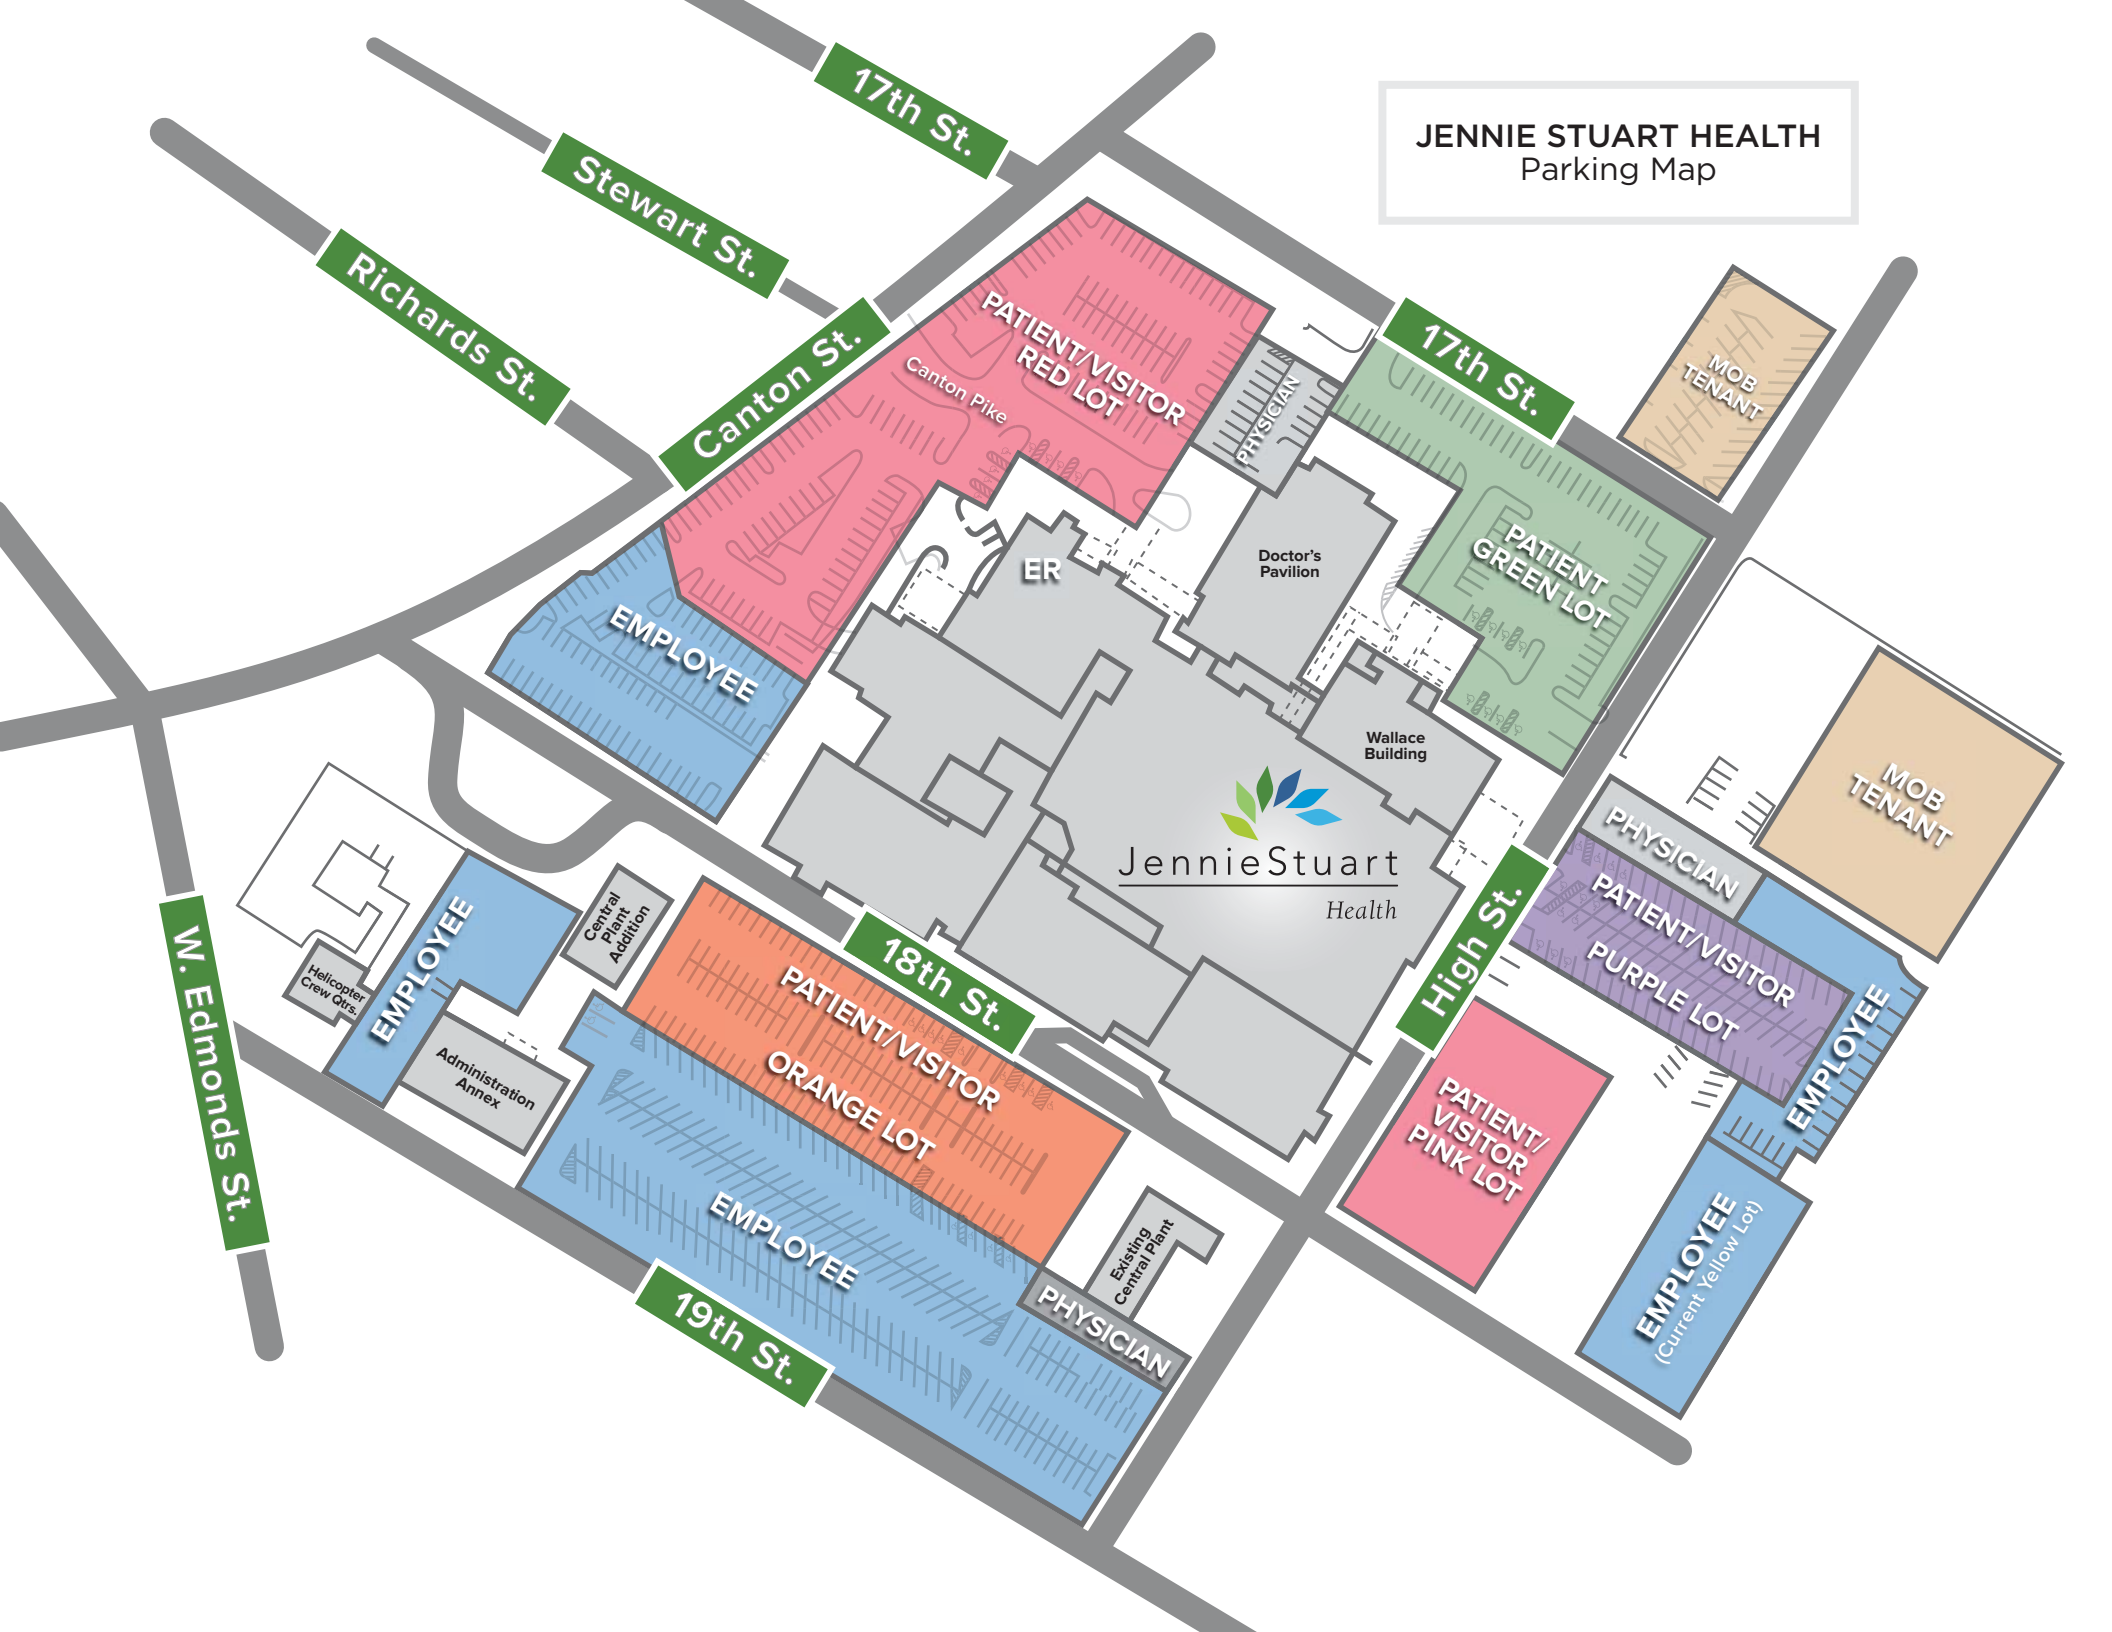 JENNIE STUART HEALTH
Parking Map
17th St.
Stewart St.
Richards St.
Canton St.
17th St.
PATIENT/VISITOR
RED LOT
Canton Pike
PHYSICIAN
MOB
TENANT
PATIENT
GREEN LOT
ER
Doctor's
Pavilion
EMPLOYEE
Wallace
Building
MOB
TENANT
JennieStuart
Health
PHYSICIAN
PATIENT/VISITOR
PURPLE LOT
EMPLOYEE
High St.
18th St.
W. Edmonds St.
EMPLOYEE
Central
Plant
Addition
Helicopter
Crew Qtrs.
Administration
Annex
PATIENT/VISITOR
ORANGE LOT
PATIENT/
VISITOR
PINK LOT
EMPLOYEE
Existing
Central Plant
PHYSICIAN
EMPLOYEE
(Current Yellow Lot)
19th St.